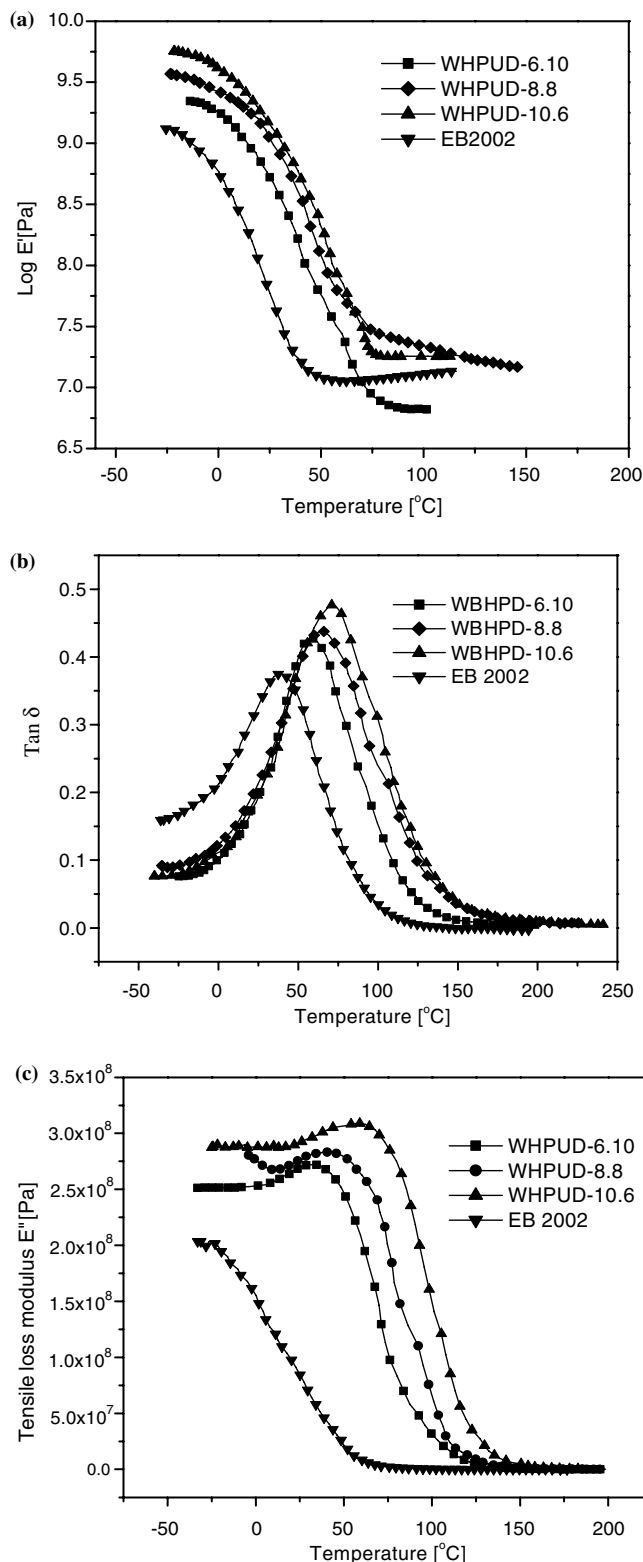 (a)
10.0
9.5
9.0
8.5
8.0
7.5
7.0
6.5
Log E'[Pa]
WHPUD-6.10
WHPUD-8.8
WHPUD-10.6
EB2002
-50 0 50 100 150 200
Temperature [°C]
(b)
0.5
0.4
0.3
0.2
0.1
0.0
Tan δ
WBHPD-6.10
WBHPD-8.8
WBHPD-10.6
EB 2002
-50 0 50 100 150 200 250
Temperature [°C]
(c)
3.5x10⁸
3.0x10⁸
2.5x10⁸
2.0x10⁸
1.5x10⁸
1.0x10⁸
5.0x10⁷
0.0
Tensile loss modulus E"[Pa]
WHPUD-6.10
WHPUD-8.8
WHPUD-10.6
EB 2002
-50 0 50 100 150 200
Temperature [°C]